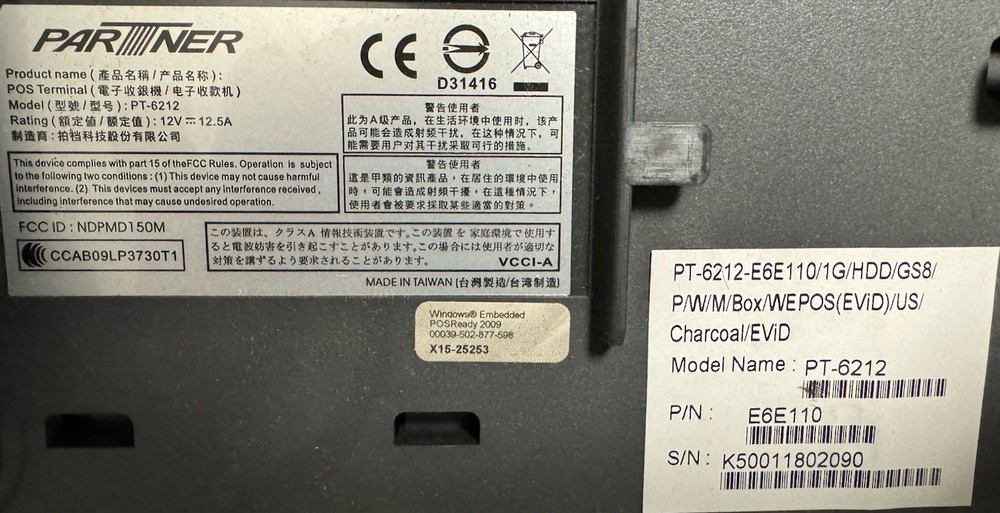 PARTNER
Product name ( 產品名稱 / 产品名称 ) :
POS Terminal ( 電子收銀機 / 电子收款机 )
Model ( 型號 / 型号 ) : PT-6212
Rating ( 額定値 / 額定值 ) : 12V ⎓ 12.5A
制造商 : 拍檔科技股份有限公司
This device complies with part 15 of theFCC Rules. Operation is subject
to the following two conditions : (1) This device may not cause harmful
interference. (2) This devices must accept any interference received ,
including interference that may cause undesired operation.
FCC ID : NDPMD150M
CCAB09LP3730T1
CE
D31416
警告使用者
此为A级产品，在生活环境中使用时，该产
品可能会造成射频干扰，在这种情况下，可
能需要用户对其干扰采取可行的措施。
警告使用者
這是甲類的資訊產品，在居住的環境中使用
時，可能會造成射頻干擾，在這種情況下，
使用者會被要求採取某些適當的對策。
この装置は、クラスA 情報技術装置です。この装置 を 家庭環境で使用す
ると電波妨害を引き起こすことがあります。この場合には使用者が適切な
対策を講ずるよう要求されることがあります。 VCCI-A
MADE IN TAIWAN (台灣製造/台湾制造)
Windows® Embedded
POSReady 2009
00039-502-877-598
X15-25253
PT-6212-E6E110/1G/HDD/GS8/
P/W/M/Box/WEPOS(EViD)/US/
Charcoal/EViD
Model Name : PT-6212
P/N : E6E110
S/N : K50011802090